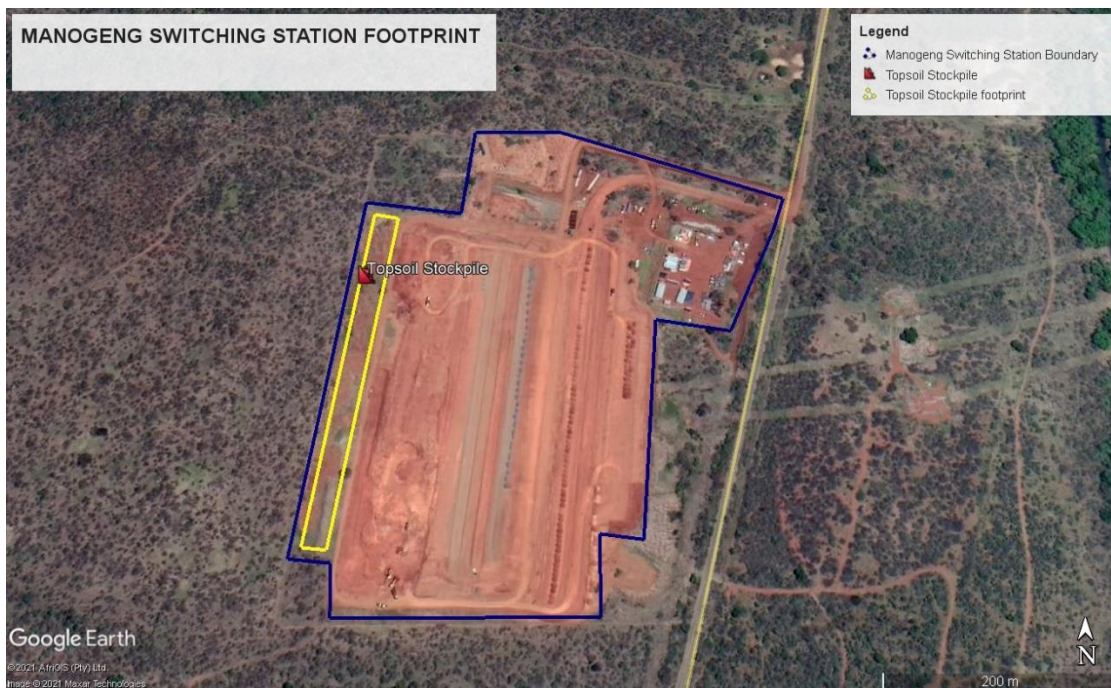 MANOGENG SWITCHING STATION FOOTPRINT
Legend
Manogeng Switching Station Boundary
Topsoil Stockpile
Topsoil Stockpile footprint
Topsoil Stockpile
Google Earth
©2021 AfriGIS (Pty) Ltd.
Image © 2021 Maxar Technologies
N
200 m